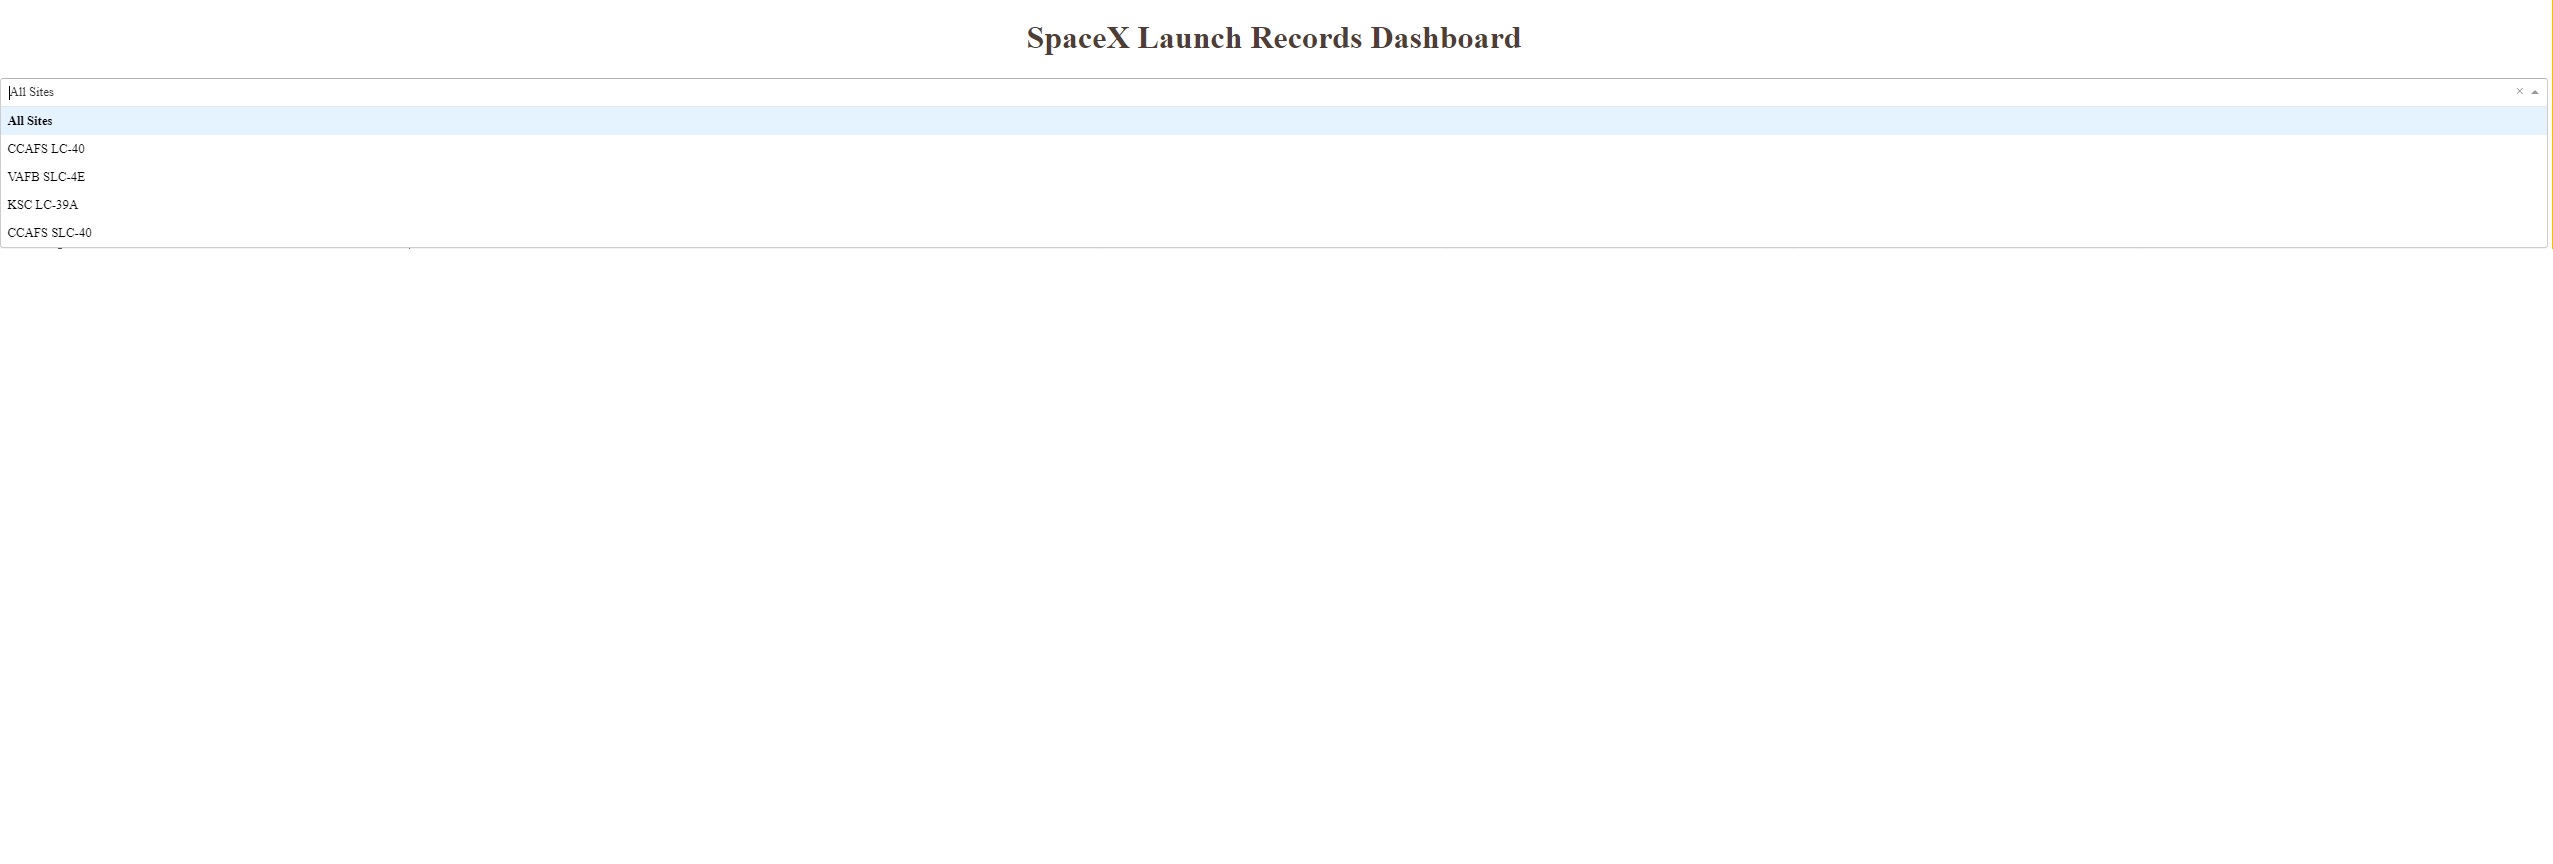 SpaceX Launch Records Dashboard
All Sites
All Sites
CCAFS LC-40
VAFB SLC-4E
KSC LC-39A
CCAFS SLC-40